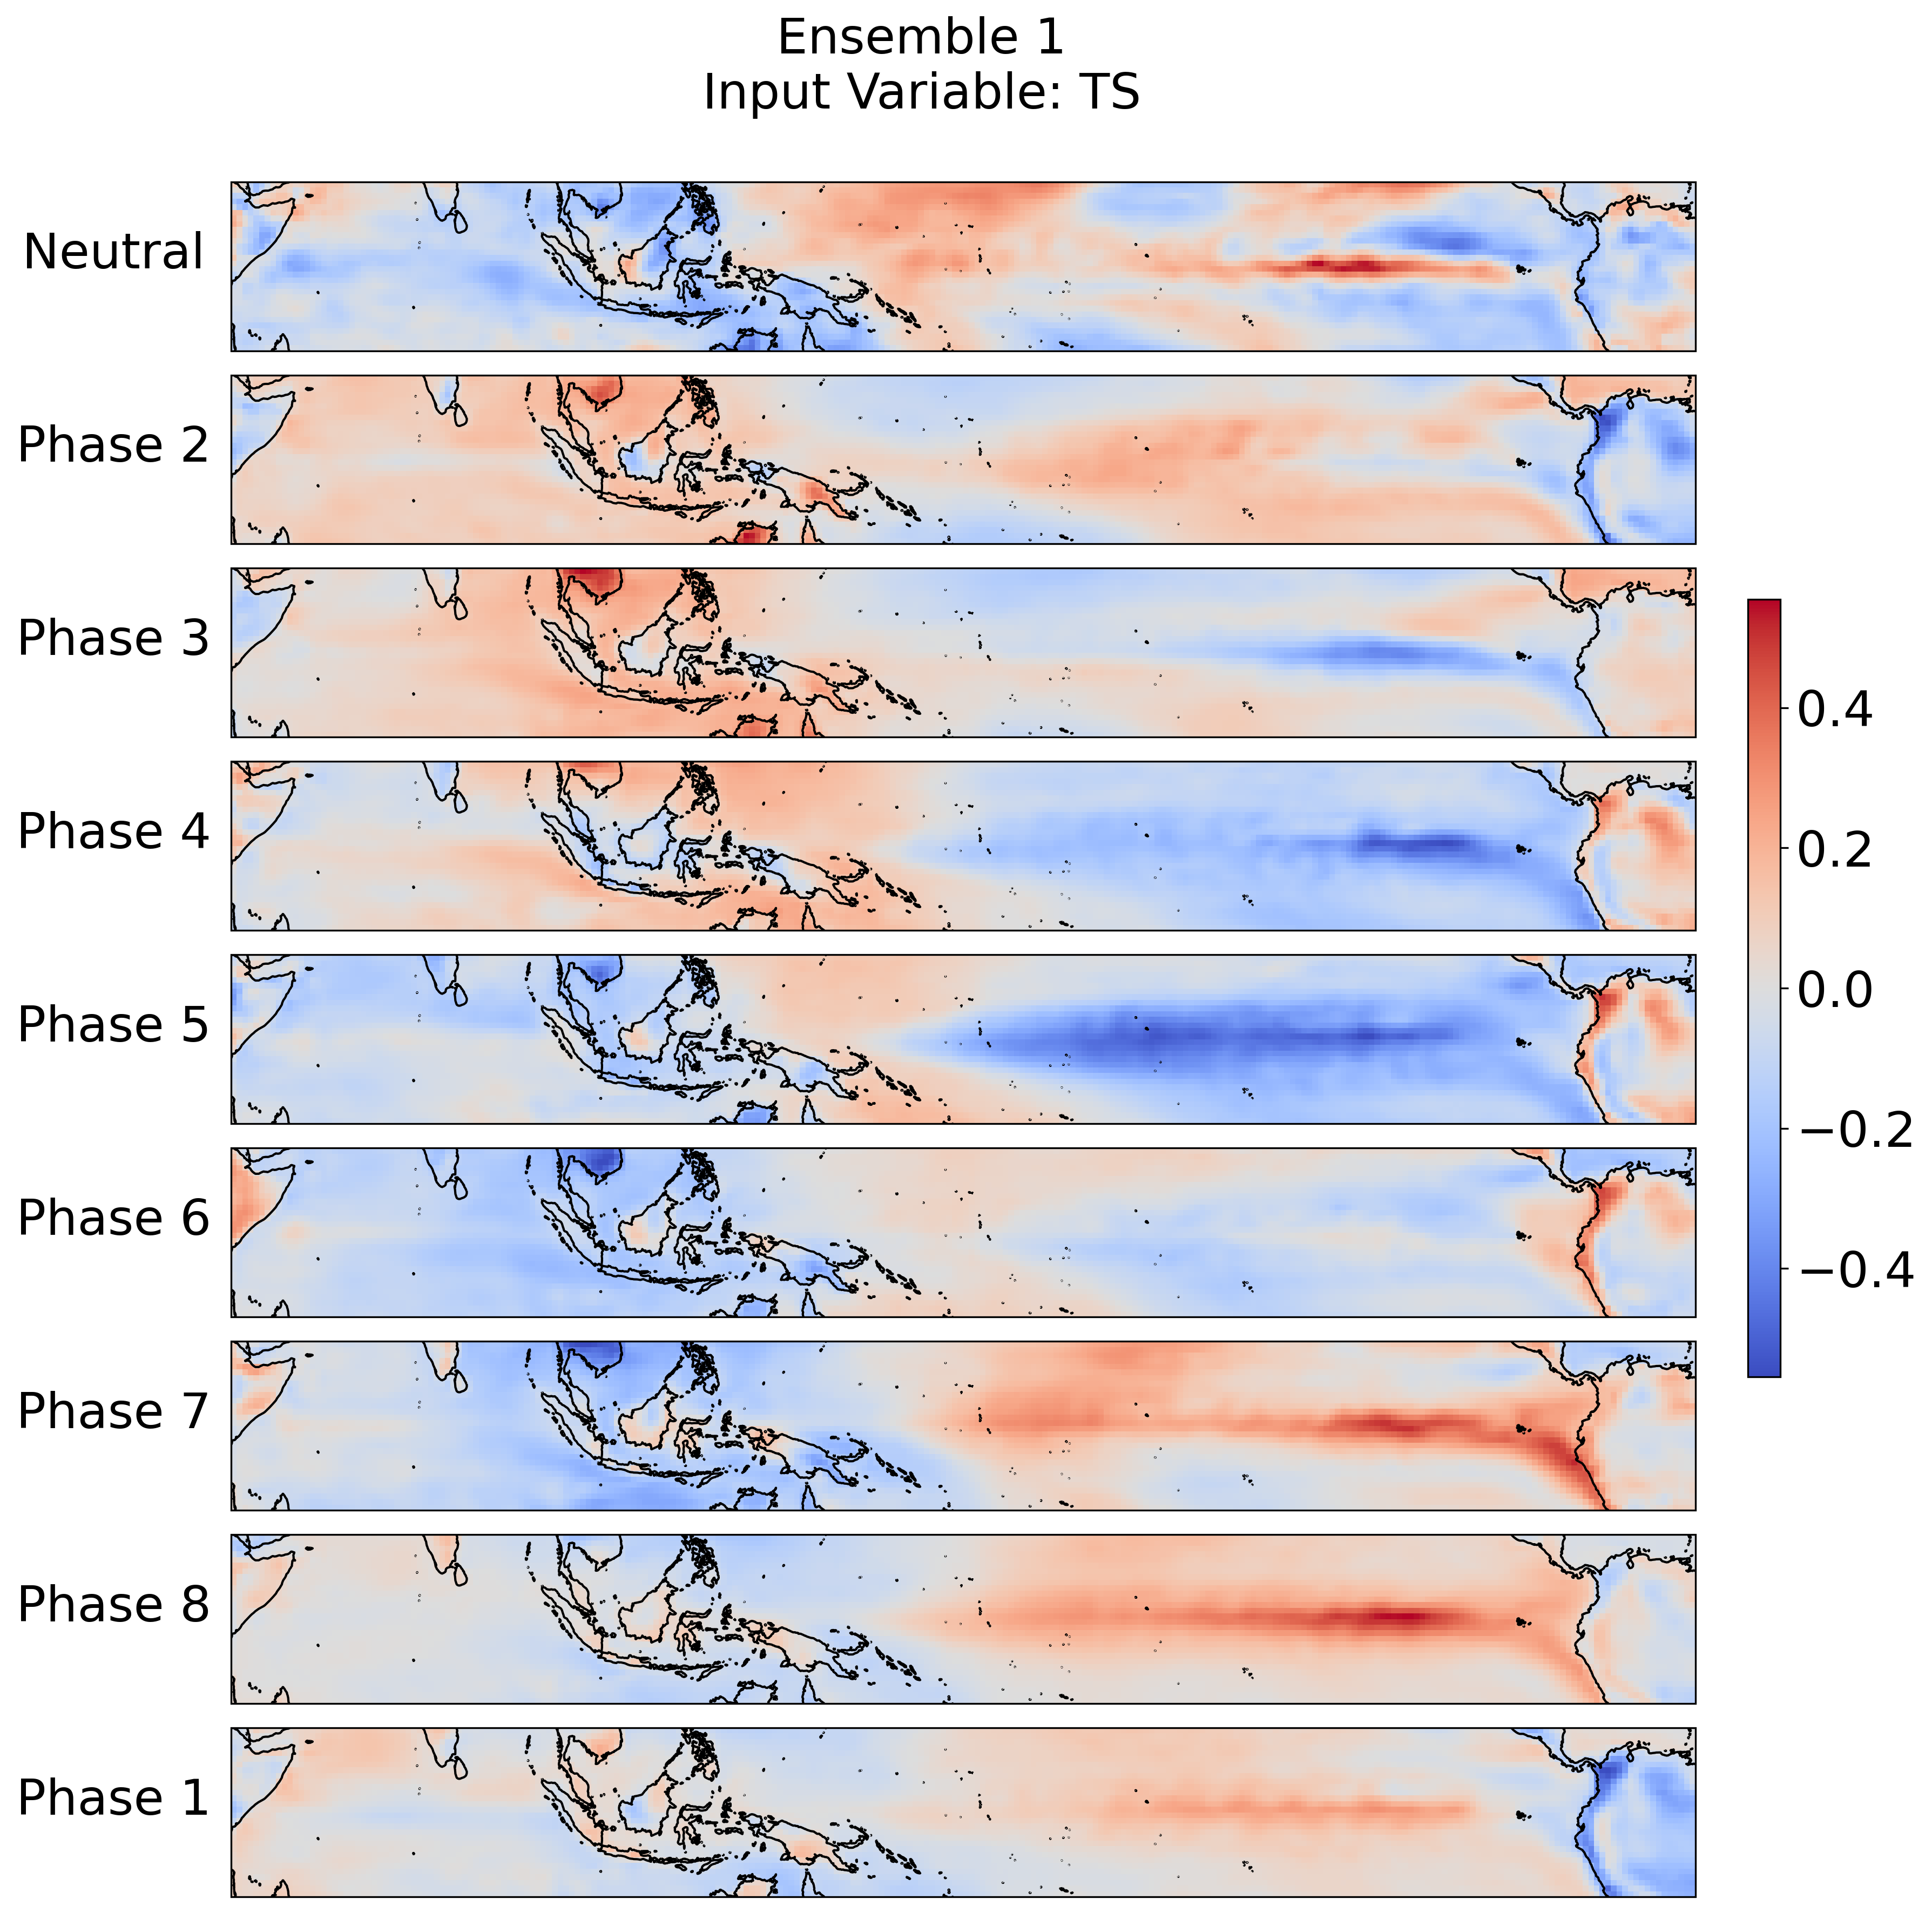 Ensemble 1
Input Variable: TS
Neutral
Phase 2
Phase 3
Phase 4
Phase 5
Phase 6
Phase 7
Phase 8
Phase 1
0.4
0.2
0.0
−0.2
−0.4